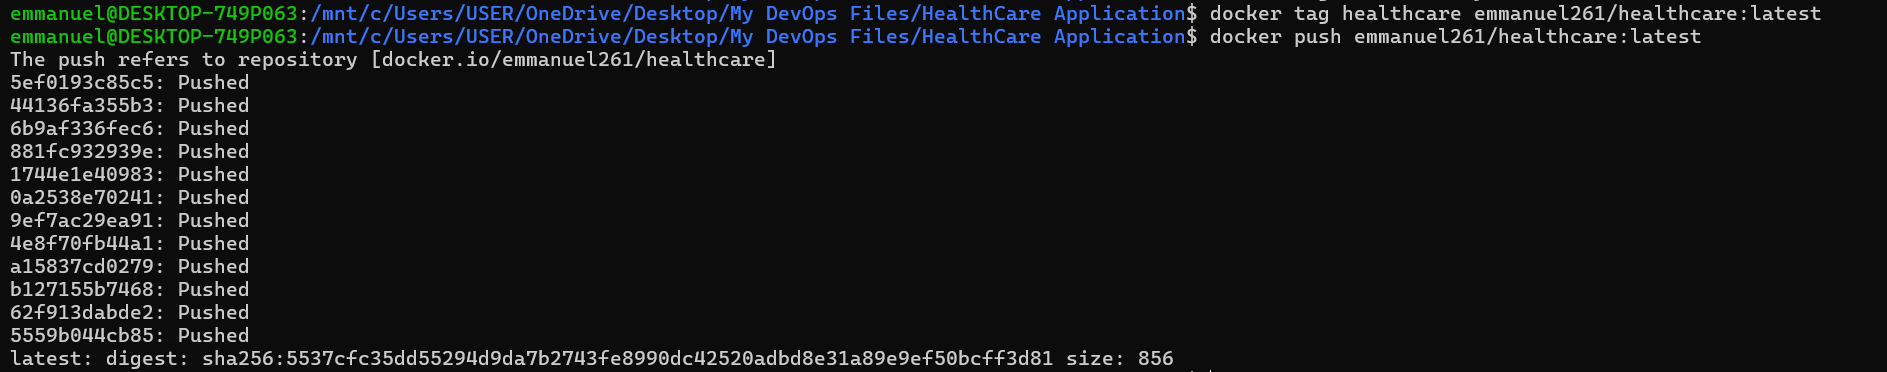 emmanuel@DESKTOP-749P063:/mnt/c/Users/USER/OneDrive/Desktop/My DevOps Files/HealthCare Application$ docker tag healthcare emmanuel261/healthcare:latest
emmanuel@DESKTOP-749P063:/mnt/c/Users/USER/OneDrive/Desktop/My DevOps Files/HealthCare Application$ docker push emmanuel261/healthcare:latest
The push refers to repository [docker.io/emmanuel261/healthcare]
5ef0193c85c5: Pushed
44136fa355b3: Pushed
6b9af336fec6: Pushed
881fc932939e: Pushed
1744e1e40983: Pushed
0a2538e70241: Pushed
9ef7ac29ea91: Pushed
4e8f70fb44a1: Pushed
a15837cd0279: Pushed
b127155b7468: Pushed
62f913dabde2: Pushed
5559b044cb85: Pushed
latest: digest: sha256:5537cfc35dd55294d9da7b2743fe8990dc42520adbd8e31a89e9ef50bcff3d81 size: 856